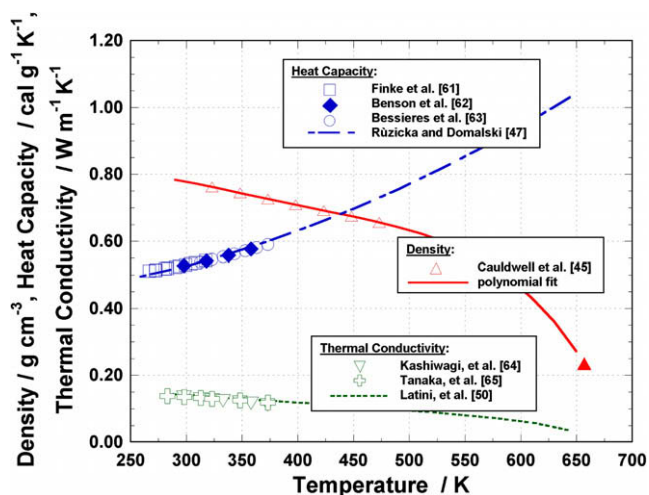 Density / g cm⁻³, Heat Capacity / cal g⁻¹ K⁻¹
Thermal Conductivity / W m⁻¹ K⁻¹
1.20
1.00
0.80
0.60
0.40
0.20
0.00
Heat Capacity:
Finke et al. [61]
Benson et al. [62]
Bessieres et al. [63]
Rùzicka and Domalski [47]
Density:
Cauldwell et al. [45]
polynomial fit
Thermal Conductivity:
Kashiwagi, et al. [64]
Tanaka, et al. [65]
Latini, et al. [50]
250 300 350 400 450 500 550 600 650 700
Temperature / K